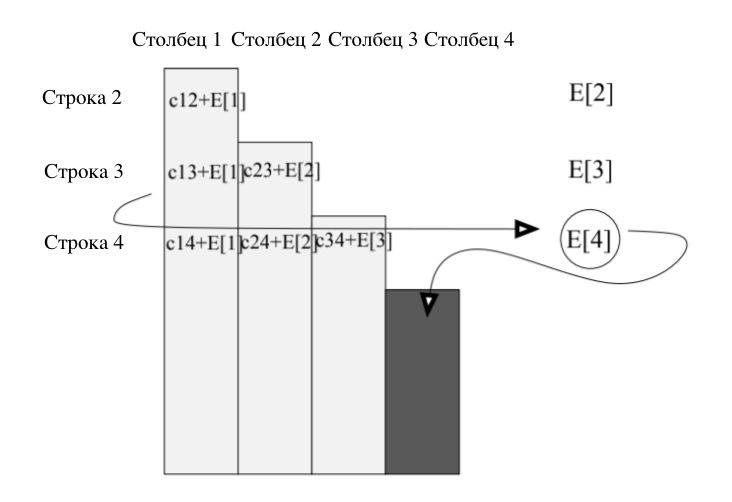 Столбец 1 Столбец 2 Столбец 3 Столбец 4
Строка 2 c12+E[1] E[2]
Строка 3 c13+E[1] c23+E[2] E[3]
Строка 4 c14+E[1] c24+E[2] c34+E[3] E[4]